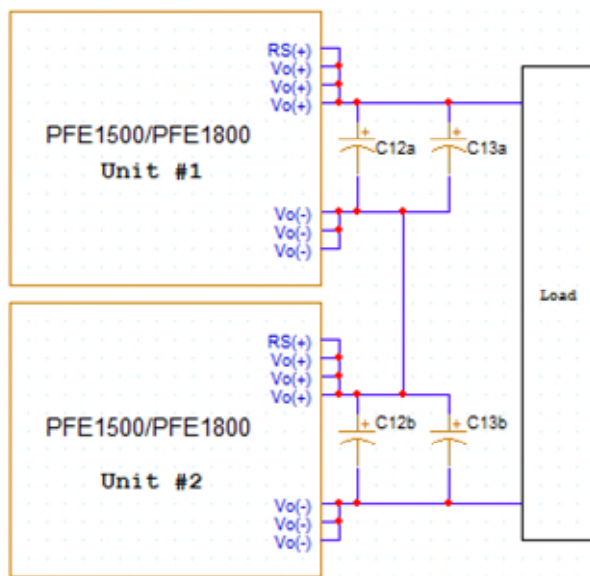 RS(+)
Vo(+)
Vo(+)
Vo(+)
PFE1500/PFE1800
Unit #1
C12a
C13a
Vo(-)
Vo(-)
Vo(-)
Load
RS(+)
Vo(+)
Vo(+)
Vo(+)
PFE1500/PFE1800
Unit #2
C12b
C13b
Vo(-)
Vo(-)
Vo(-)